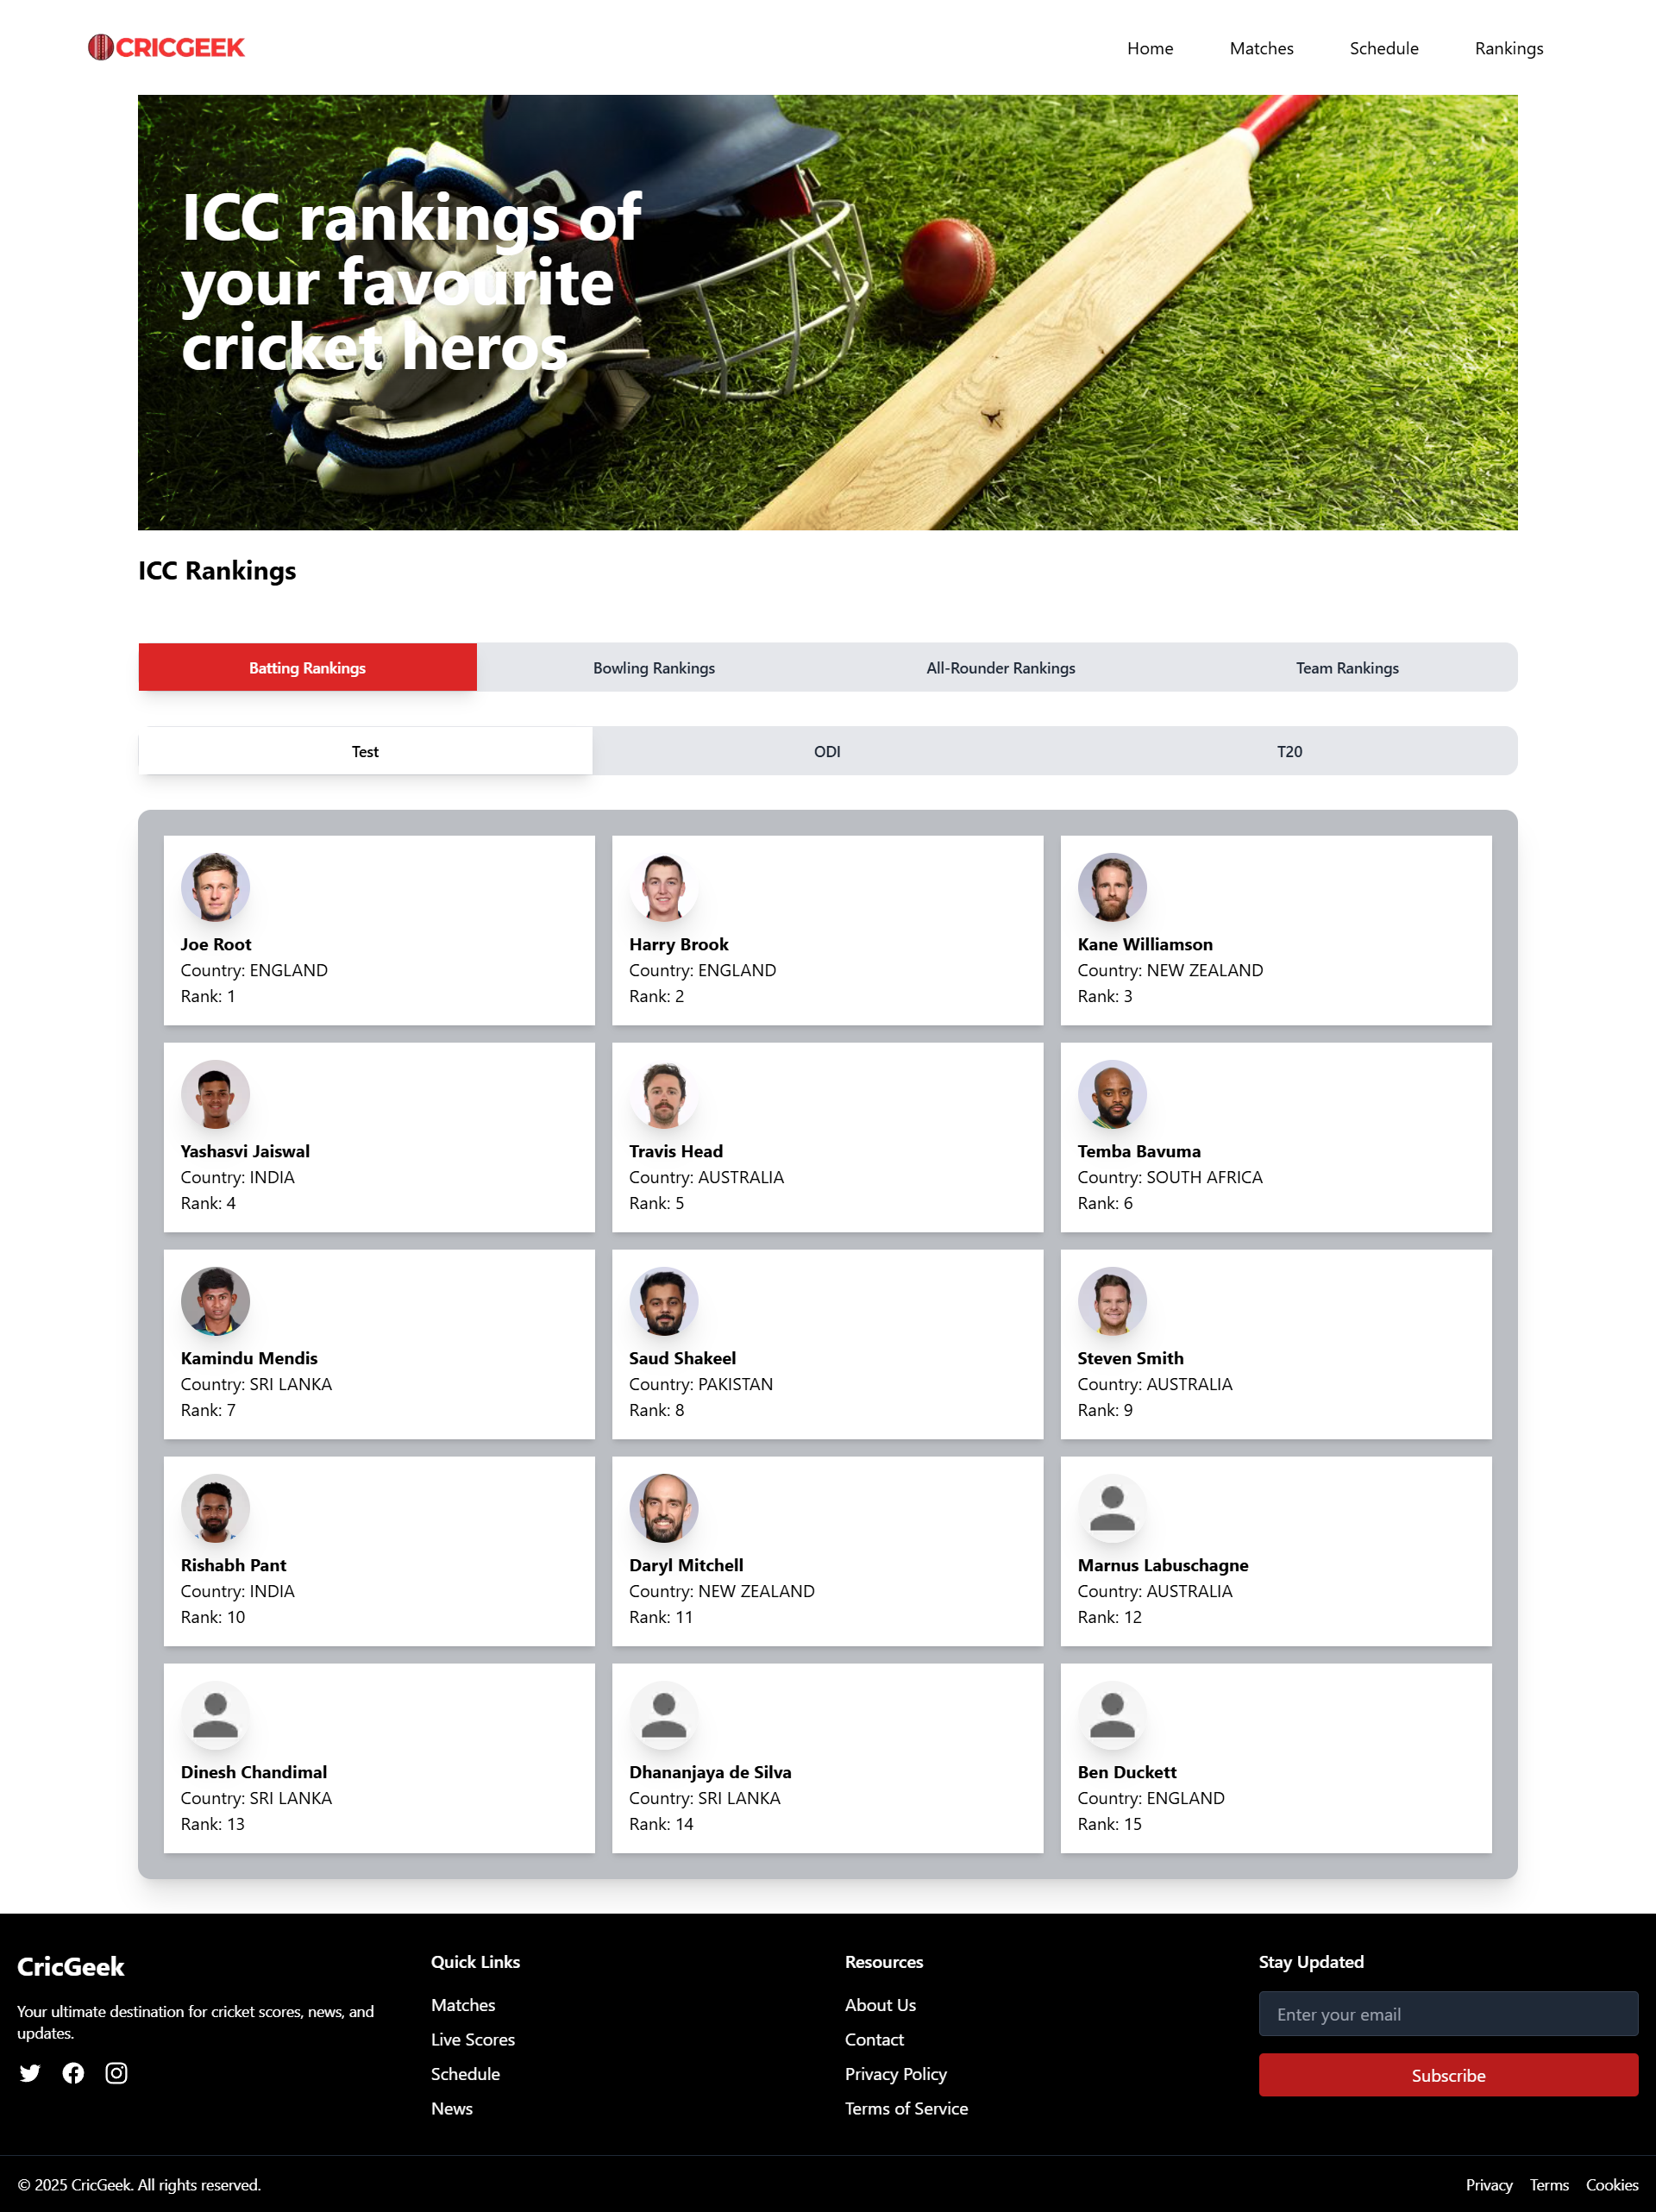 CRICGEEK
Home Matches Schedule Rankings
ICC rankings of
your favourite
cricket heros
ICC Rankings
Batting Rankings Bowling Rankings All-Rounder Rankings Team Rankings
Test ODI T20
Joe Root
Country: ENGLAND
Rank: 1
Harry Brook
Country: ENGLAND
Rank: 2
Kane Williamson
Country: NEW ZEALAND
Rank: 3
Yashasvi Jaiswal
Country: INDIA
Rank: 4
Travis Head
Country: AUSTRALIA
Rank: 5
Temba Bavuma
Country: SOUTH AFRICA
Rank: 6
Kamindu Mendis
Country: SRI LANKA
Rank: 7
Saud Shakeel
Country: PAKISTAN
Rank: 8
Steven Smith
Country: AUSTRALIA
Rank: 9
Rishabh Pant
Country: INDIA
Rank: 10
Daryl Mitchell
Country: NEW ZEALAND
Rank: 11
Marnus Labuschagne
Country: AUSTRALIA
Rank: 12
Dinesh Chandimal
Country: SRI LANKA
Rank: 13
Dhananjaya de Silva
Country: SRI LANKA
Rank: 14
Ben Duckett
Country: ENGLAND
Rank: 15
CricGeek
Your ultimate destination for cricket scores, news, and
updates.
Quick Links
Matches
Live Scores
Schedule
News
Resources
About Us
Contact
Privacy Policy
Terms of Service
Stay Updated
Enter your email
Subscribe
© 2025 CricGeek. All rights reserved.
Privacy Terms Cookies